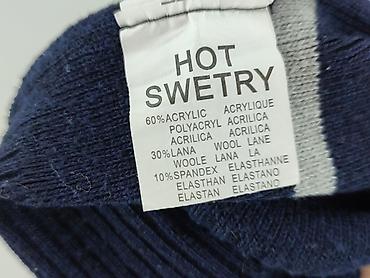 HOT
SWETRY
60%ACRYLIC ACRYLIQUE
POLYACRYL ACRILICA
ACRILICA ACRILICA
30%LANA WOOL LANE
WOOLE LANA LA
10%SPANDEX ELASTHANNE
ELASTHAN ELASTANO
ELASTAN ELASTANO